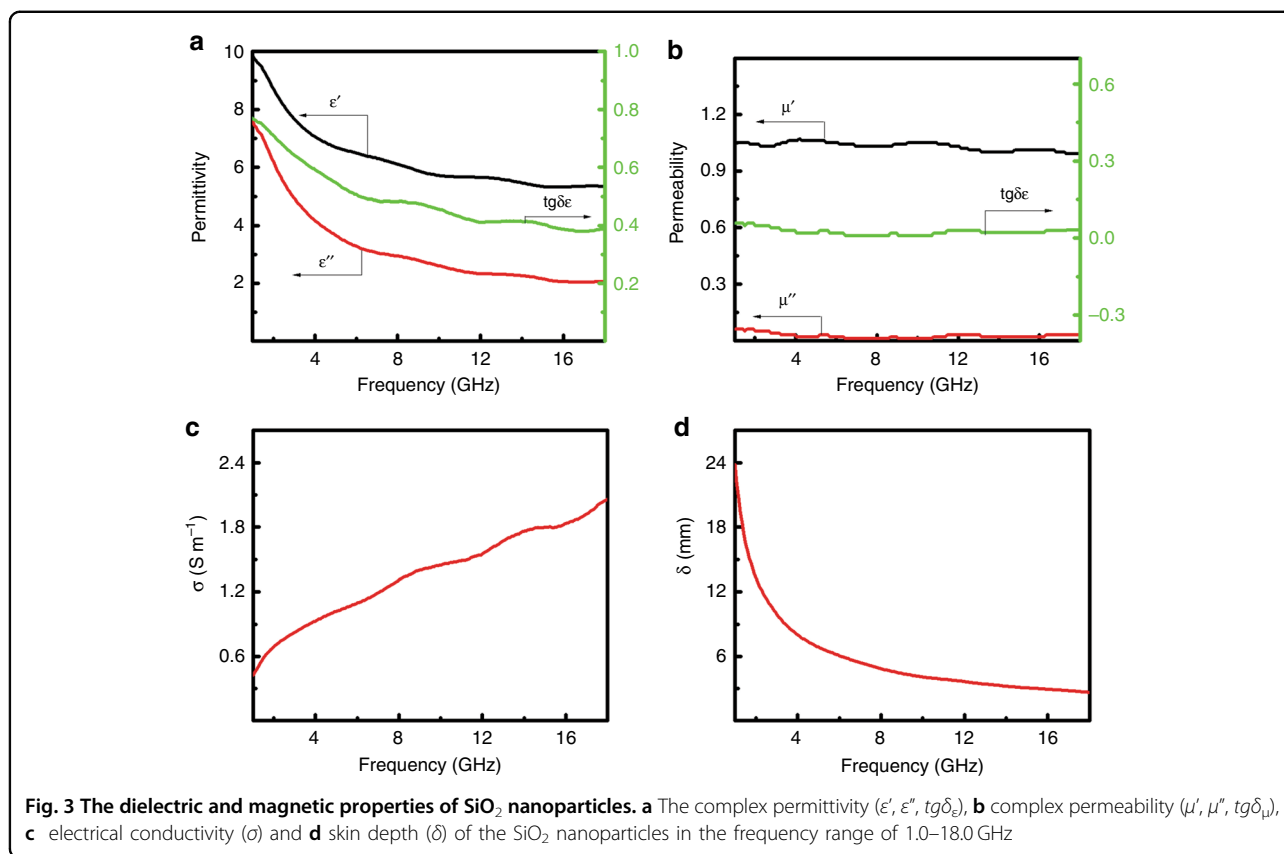 a
10
8
6
4
2
Permittivity
ε′
ε′′
tgδε
1.0
0.8
0.6
0.4
0.2
4 8 12 16
Frequency (GHz)
b
1.2
0.9
0.6
0.3
Permeability
μ′
tgδε
μ′′
0.6
0.3
0.0
−0.3
4 8 12 16
Frequency (GHz)
c
2.4
1.8
1.2
0.6
σ (S m⁻¹)
4 8 12 16
Frequency (GHz)
d
24
18
12
6
δ (mm)
4 8 12 16
Frequency (GHz)
Fig. 3 The dielectric and magnetic properties of SiO₂ nanoparticles. a The complex permittivity (ε′, ε″, tgδε), b complex permeability (μ′, μ″, tgδμ),
c electrical conductivity (σ) and d skin depth (δ) of the SiO₂ nanoparticles in the frequency range of 1.0–18.0 GHz